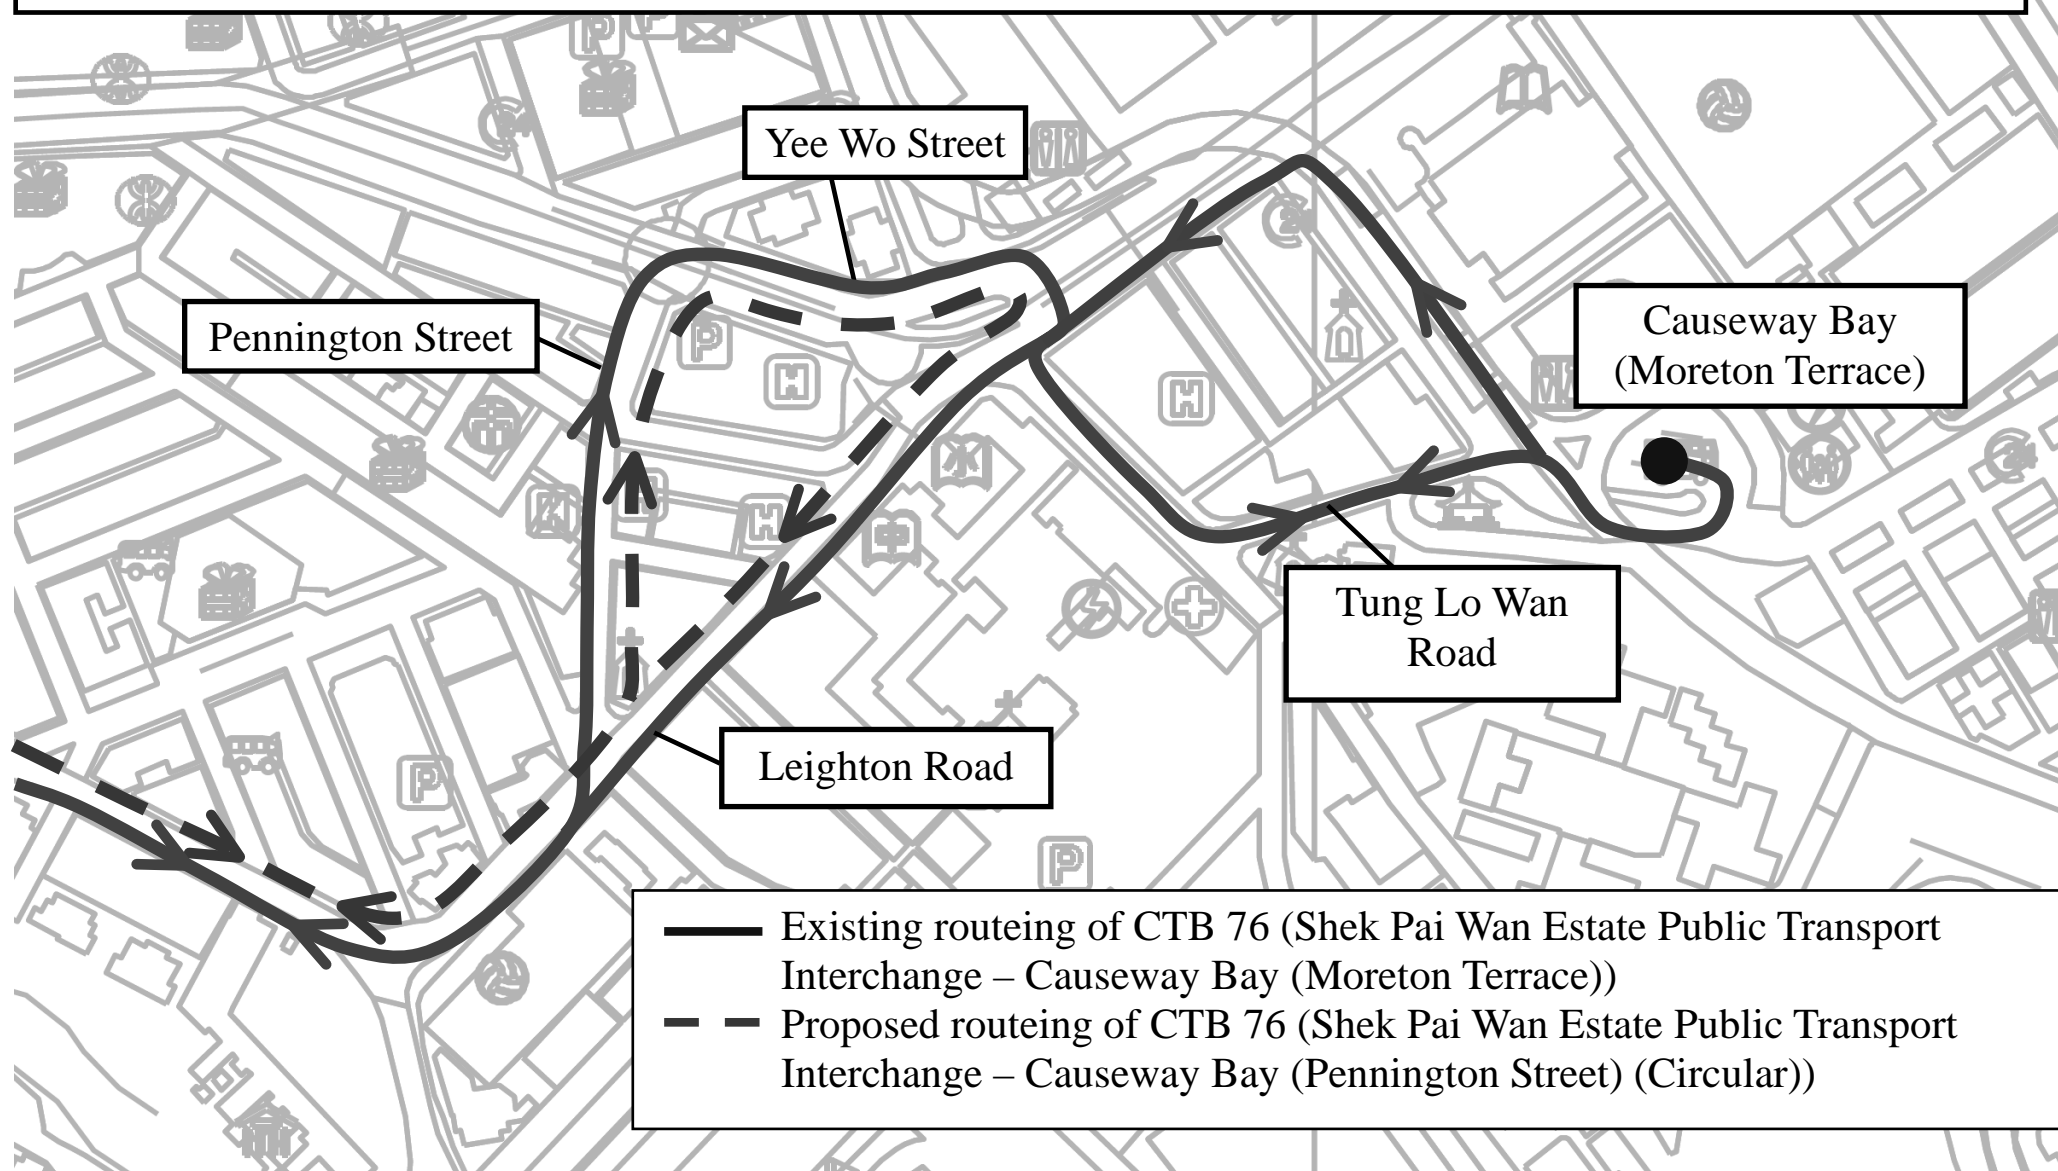 Yee Wo Street
Pennington Street
Causeway Bay
(Moreton Terrace)
Tung Lo Wan
Road
Leighton Road
Existing routeing of CTB 76 (Shek Pai Wan Estate Public Transport
Interchange – Causeway Bay (Moreton Terrace))
Proposed routeing of CTB 76 (Shek Pai Wan Estate Public Transport
Interchange – Causeway Bay (Pennington Street) (Circular))